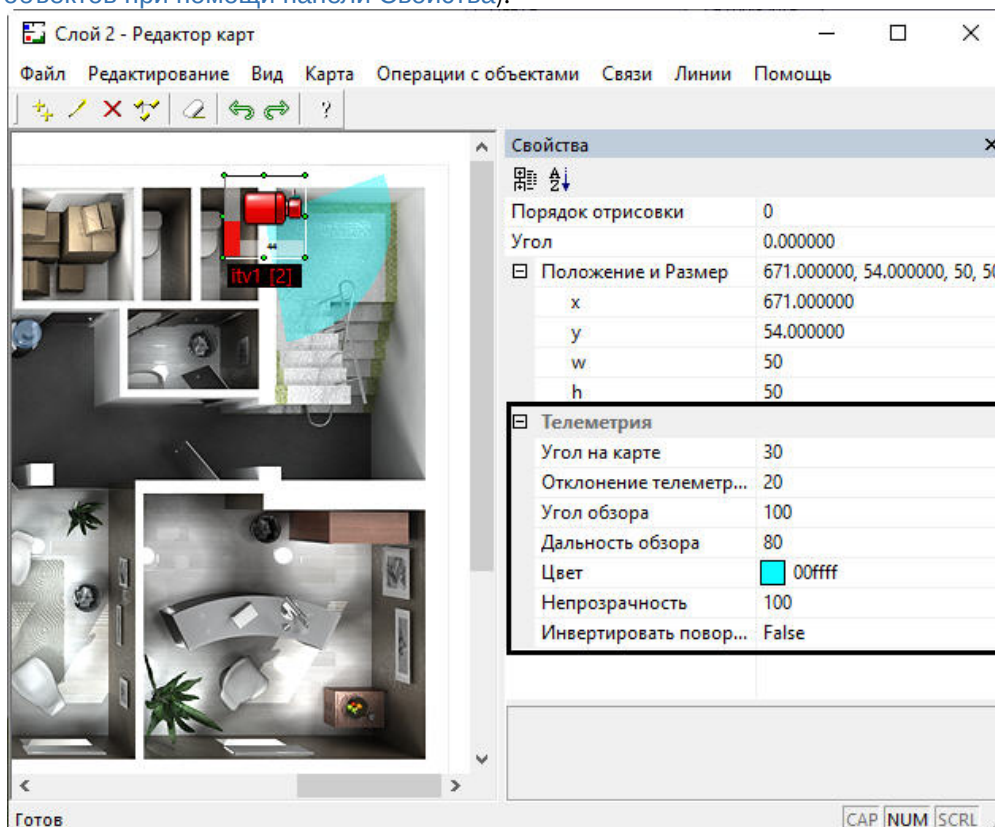 объектов при помощи панели Свойства).
Слой 2 - Редактор карт
Файл Редактирование Вид Карта Операции с объектами Связи Линии Помощь
?
Свойства
Порядок отрисовки 0
Угол 0.000000
Положение и Размер 671.000000, 54.000000, 50, 50
x 671.000000
y 54.000000
w 50
h 50
Телеметрия
Угол на карте 30
Отклонение телеметр... 20
Угол обзора 100
Дальность обзора 80
Цвет 00ffff
Непрозрачность 100
Инвертировать повор... False
itv1 [2]
Готов CAP NUM SCRL